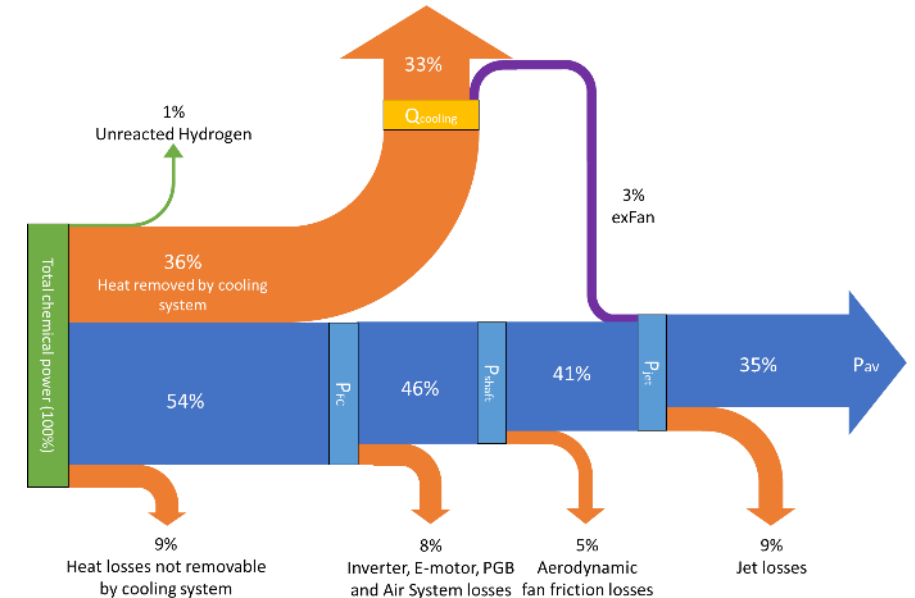 33%
Qcooling
1%
Unreacted Hydrogen
3%
exFan
36%
Heat removed by cooling
system
Total chemical power (100%)
54%
PFC
46%
Pshaft
41%
Pjet
35%
Pav
9%
Heat losses not removable
by cooling system
8%
Inverter, E-motor, PGB
and Air System losses
5%
Aerodynamic
fan friction losses
9%
Jet losses